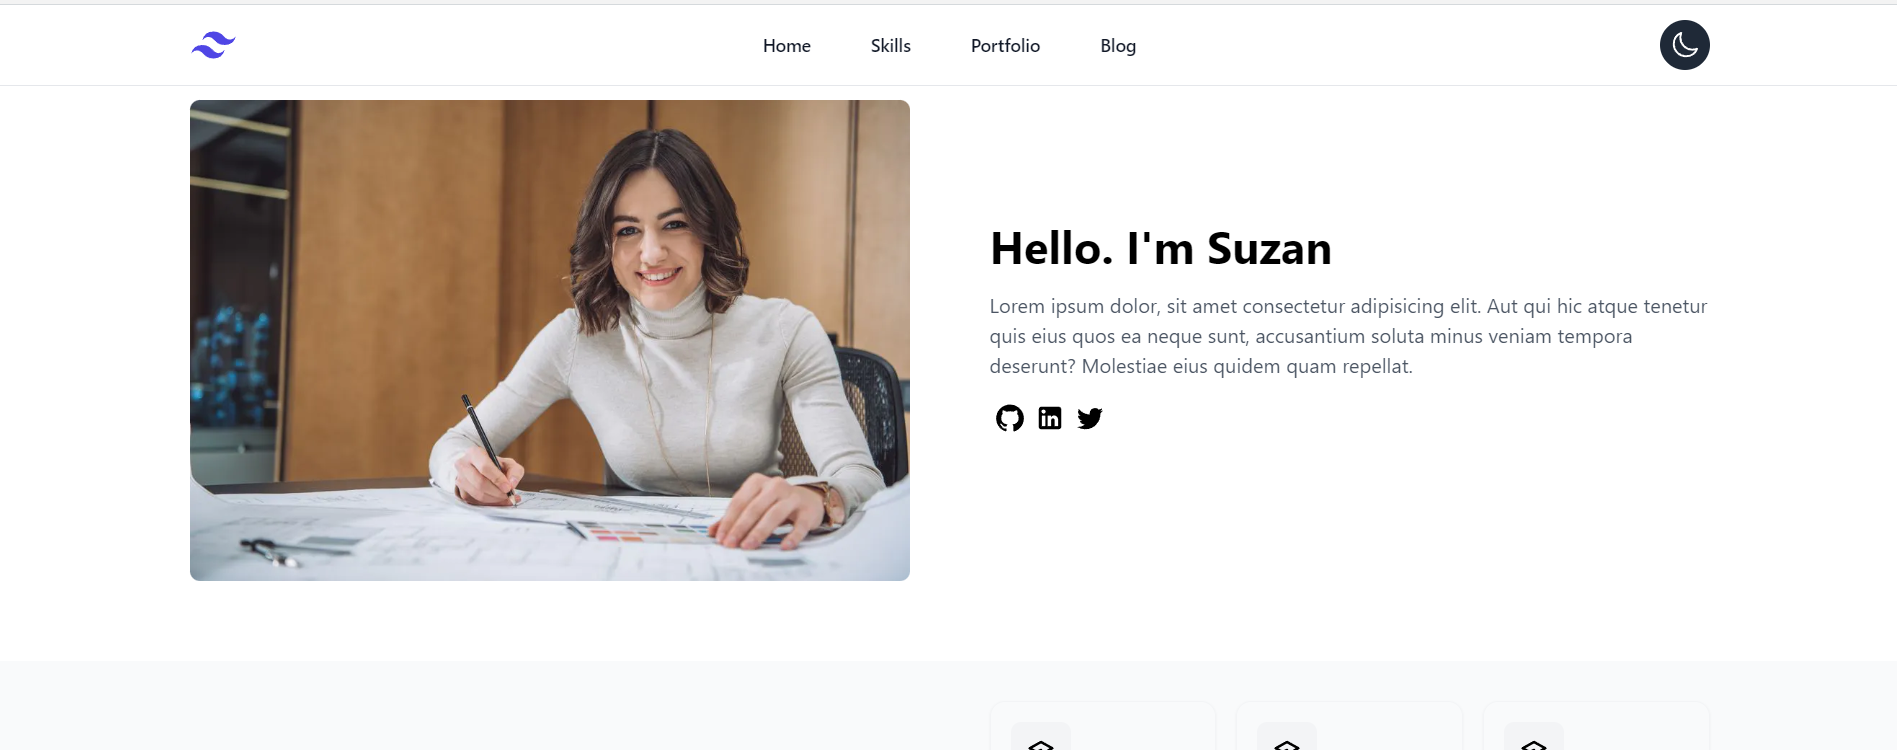 Home Skills Portfolio Blog
Hello. I'm Suzan
Lorem ipsum dolor, sit amet consectetur adipisicing elit. Aut qui hic atque tenetur
quis eius quos ea neque sunt, accusantium soluta minus veniam tempora
deserunt? Molestiae eius quidem quam repellat.
in